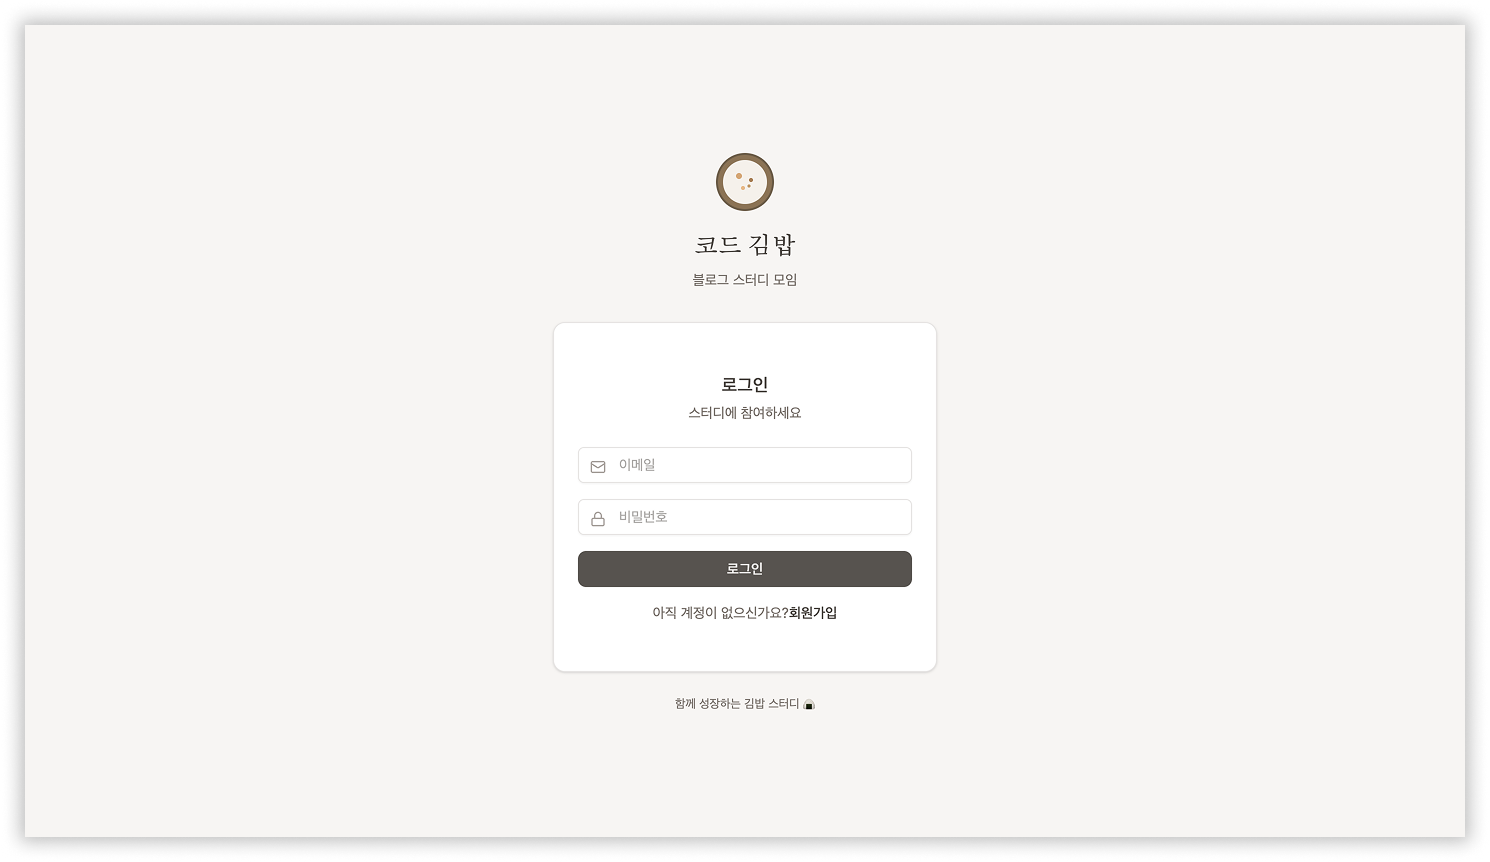 코드 김밥
블로그 스터디 모임
로그인
스터디에 참여하세요
이메일
비밀번호
로그인
아직 계정이 없으신가요?회원가입
함께 성장하는 김밥 스터디 🍙